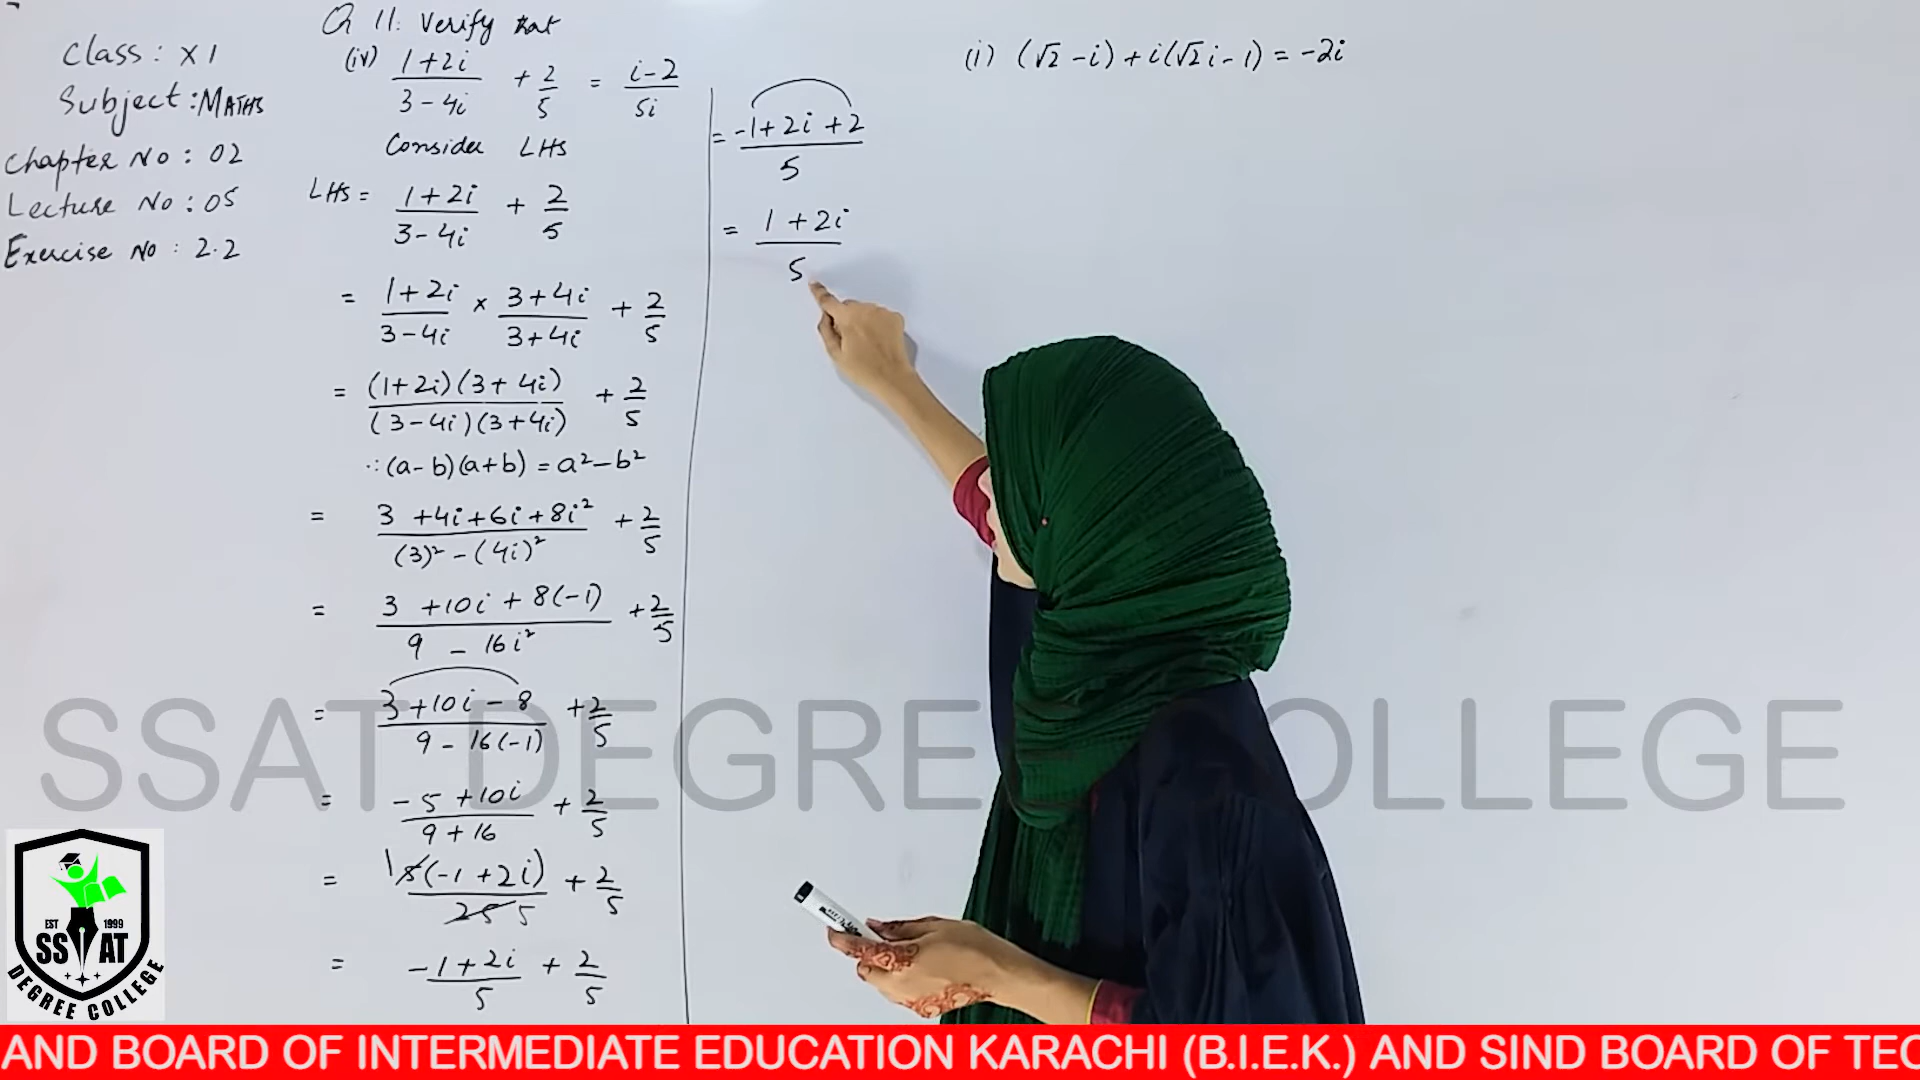 Class: XI
Subject: MATHS
Chapter No: 02
Lecture No: 05
Exercise No: 2.2
Q 11: Verify that
(iv) (1+2i)/(3-4i) + 2/5 = (i-2)/5i
Consider LHS
LHS = (1+2i)/(3-4i) + 2/5
= (1+2i)/(3-4i) × (3+4i)/(3+4i) + 2/5
= (1+2i)(3+4i)/(3-4i)(3+4i) + 2/5
∵ (a-b)(a+b) = a²-b²
= (3+4i+6i+8i²)/((3)²-(4i)²) + 2/5
= (3+10i+8(-1))/(9-16i²) + 2/5
= (3+10i-8)/(9-16(-1)) + 2/5
= (-5+10i)/(9+16) + 2/5
= 1 5(-1+2i)/25 5 + 2/5
= (-1+2i)/5 + 2/5
= (-1+2i+2)/5
= (1+2i)/5
(i) (√2-i)+i(√2i-1) = -2i
SSAT DEGREE COLLEGE
EST 1999
SSAT
DEGREE COLLEGE
AND BOARD OF INTERMEDIATE EDUCATION KARACHI (B.I.E.K.) AND SIND BOARD OF TEC